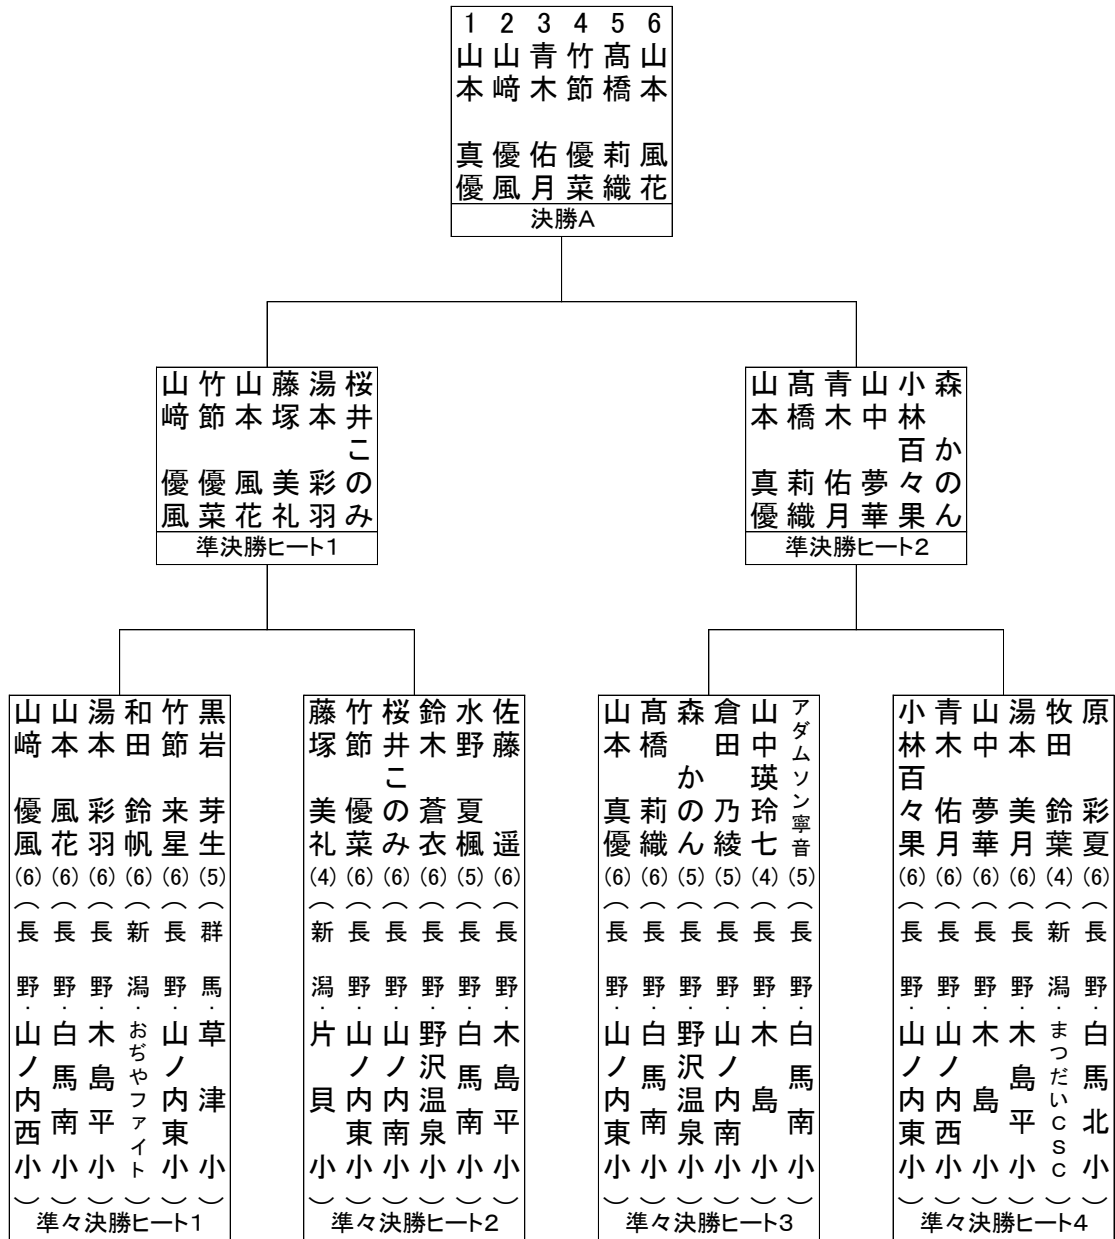 1 山本 真優
2 山﨑 優風
3 青木 佑月
4 竹節 優菜
5 髙橋 莉織
6 山本 風花
決勝A
山﨑 優風
竹節 優菜
山本 風花
藤塚 美礼
湯本 彩羽
桜井このみ
準決勝ヒート1
山本 真優
髙橋 莉織
青木 佑月
山中 夢華
小林百々果
森 かのん
準決勝ヒート2
山﨑 優風(6)(長野・山ノ内西小)
山本 風花(6)(長野・白馬南小)
湯本 彩羽(6)(長野・木島平小)
和田 鈴帆(6)(新潟・おぢやファイト)
竹節 来星(6)(長野・山ノ内東小)
黒岩 芽生(5)(群馬・草津小)
準々決勝ヒート1
藤塚 美礼(4)(新潟・片貝小)
竹節 優菜(6)(長野・山ノ内東小)
桜井このみ(6)(長野・山ノ内南小)
鈴木 蒼衣(6)(長野・野沢温泉小)
水野 夏楓(5)(長野・白馬南小)
佐藤 遥(6)(長野・木島平小)
準々決勝ヒート2
山本 真優(6)(長野・山ノ内東小)
髙橋 莉織(6)(長野・白馬南小)
森 かのん(5)(長野・野沢温泉小)
倉田 乃綾(5)(長野・山ノ内南小)
山中瑛玲七(4)(長野・木島小)
アダムソン寧音(5)(長野・白馬南小)
準々決勝ヒート3
小林百々果(6)(長野・山ノ内東小)
青木 佑月(6)(長野・山ノ内西小)
山中 夢華(6)(長野・木島小)
湯本 美月(6)(長野・木島平小)
牧田 鈴葉(4)(新潟・まつだいCSC)
原 彩夏(6)(長野・白馬北小)
準々決勝ヒート4